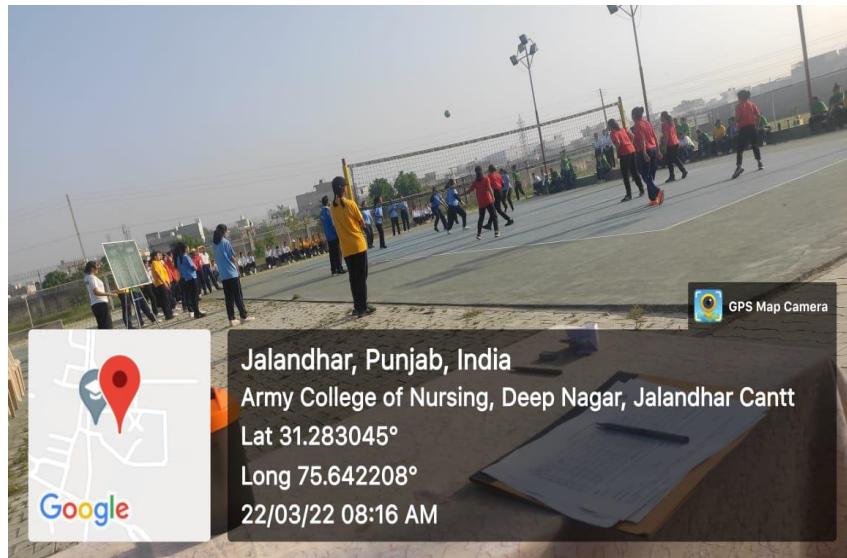 GPS Map Camera
Jalandhar, Punjab, India
Army College of Nursing, Deep Nagar, Jalandhar Cantt
Lat 31.283045°
Long 75.642208°
22/03/22 08:16 AM
Google